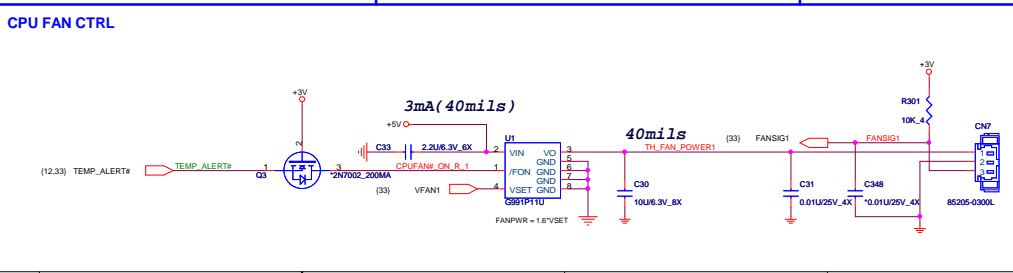 CPU FAN CTRL
+3V
+3V
3mA(40mils)
R301
10K_4
+5V
C33
2.2U/6.3V_6X
U1
40mils
(33) FANSIG1
FANSIG1
CN7
2
2 VIN VO 3
TH_FAN_POWER1
1
GND 5
2
(12,33) TEMP_ALERT#
TEMP_ALERT#
1
3
CPUFAN#_ON_R_1
1 /FON GND 6
3
Q3
*2N7002_200MA
GND 7
(33) VFAN1
4 VSET GND 8
C30
C31
C348
G991P11U
10U/6.3V_8X
0.01U/25V_4X
*0.01U/25V_4X
85205-0300L
FANPWR = 1.6*VSET